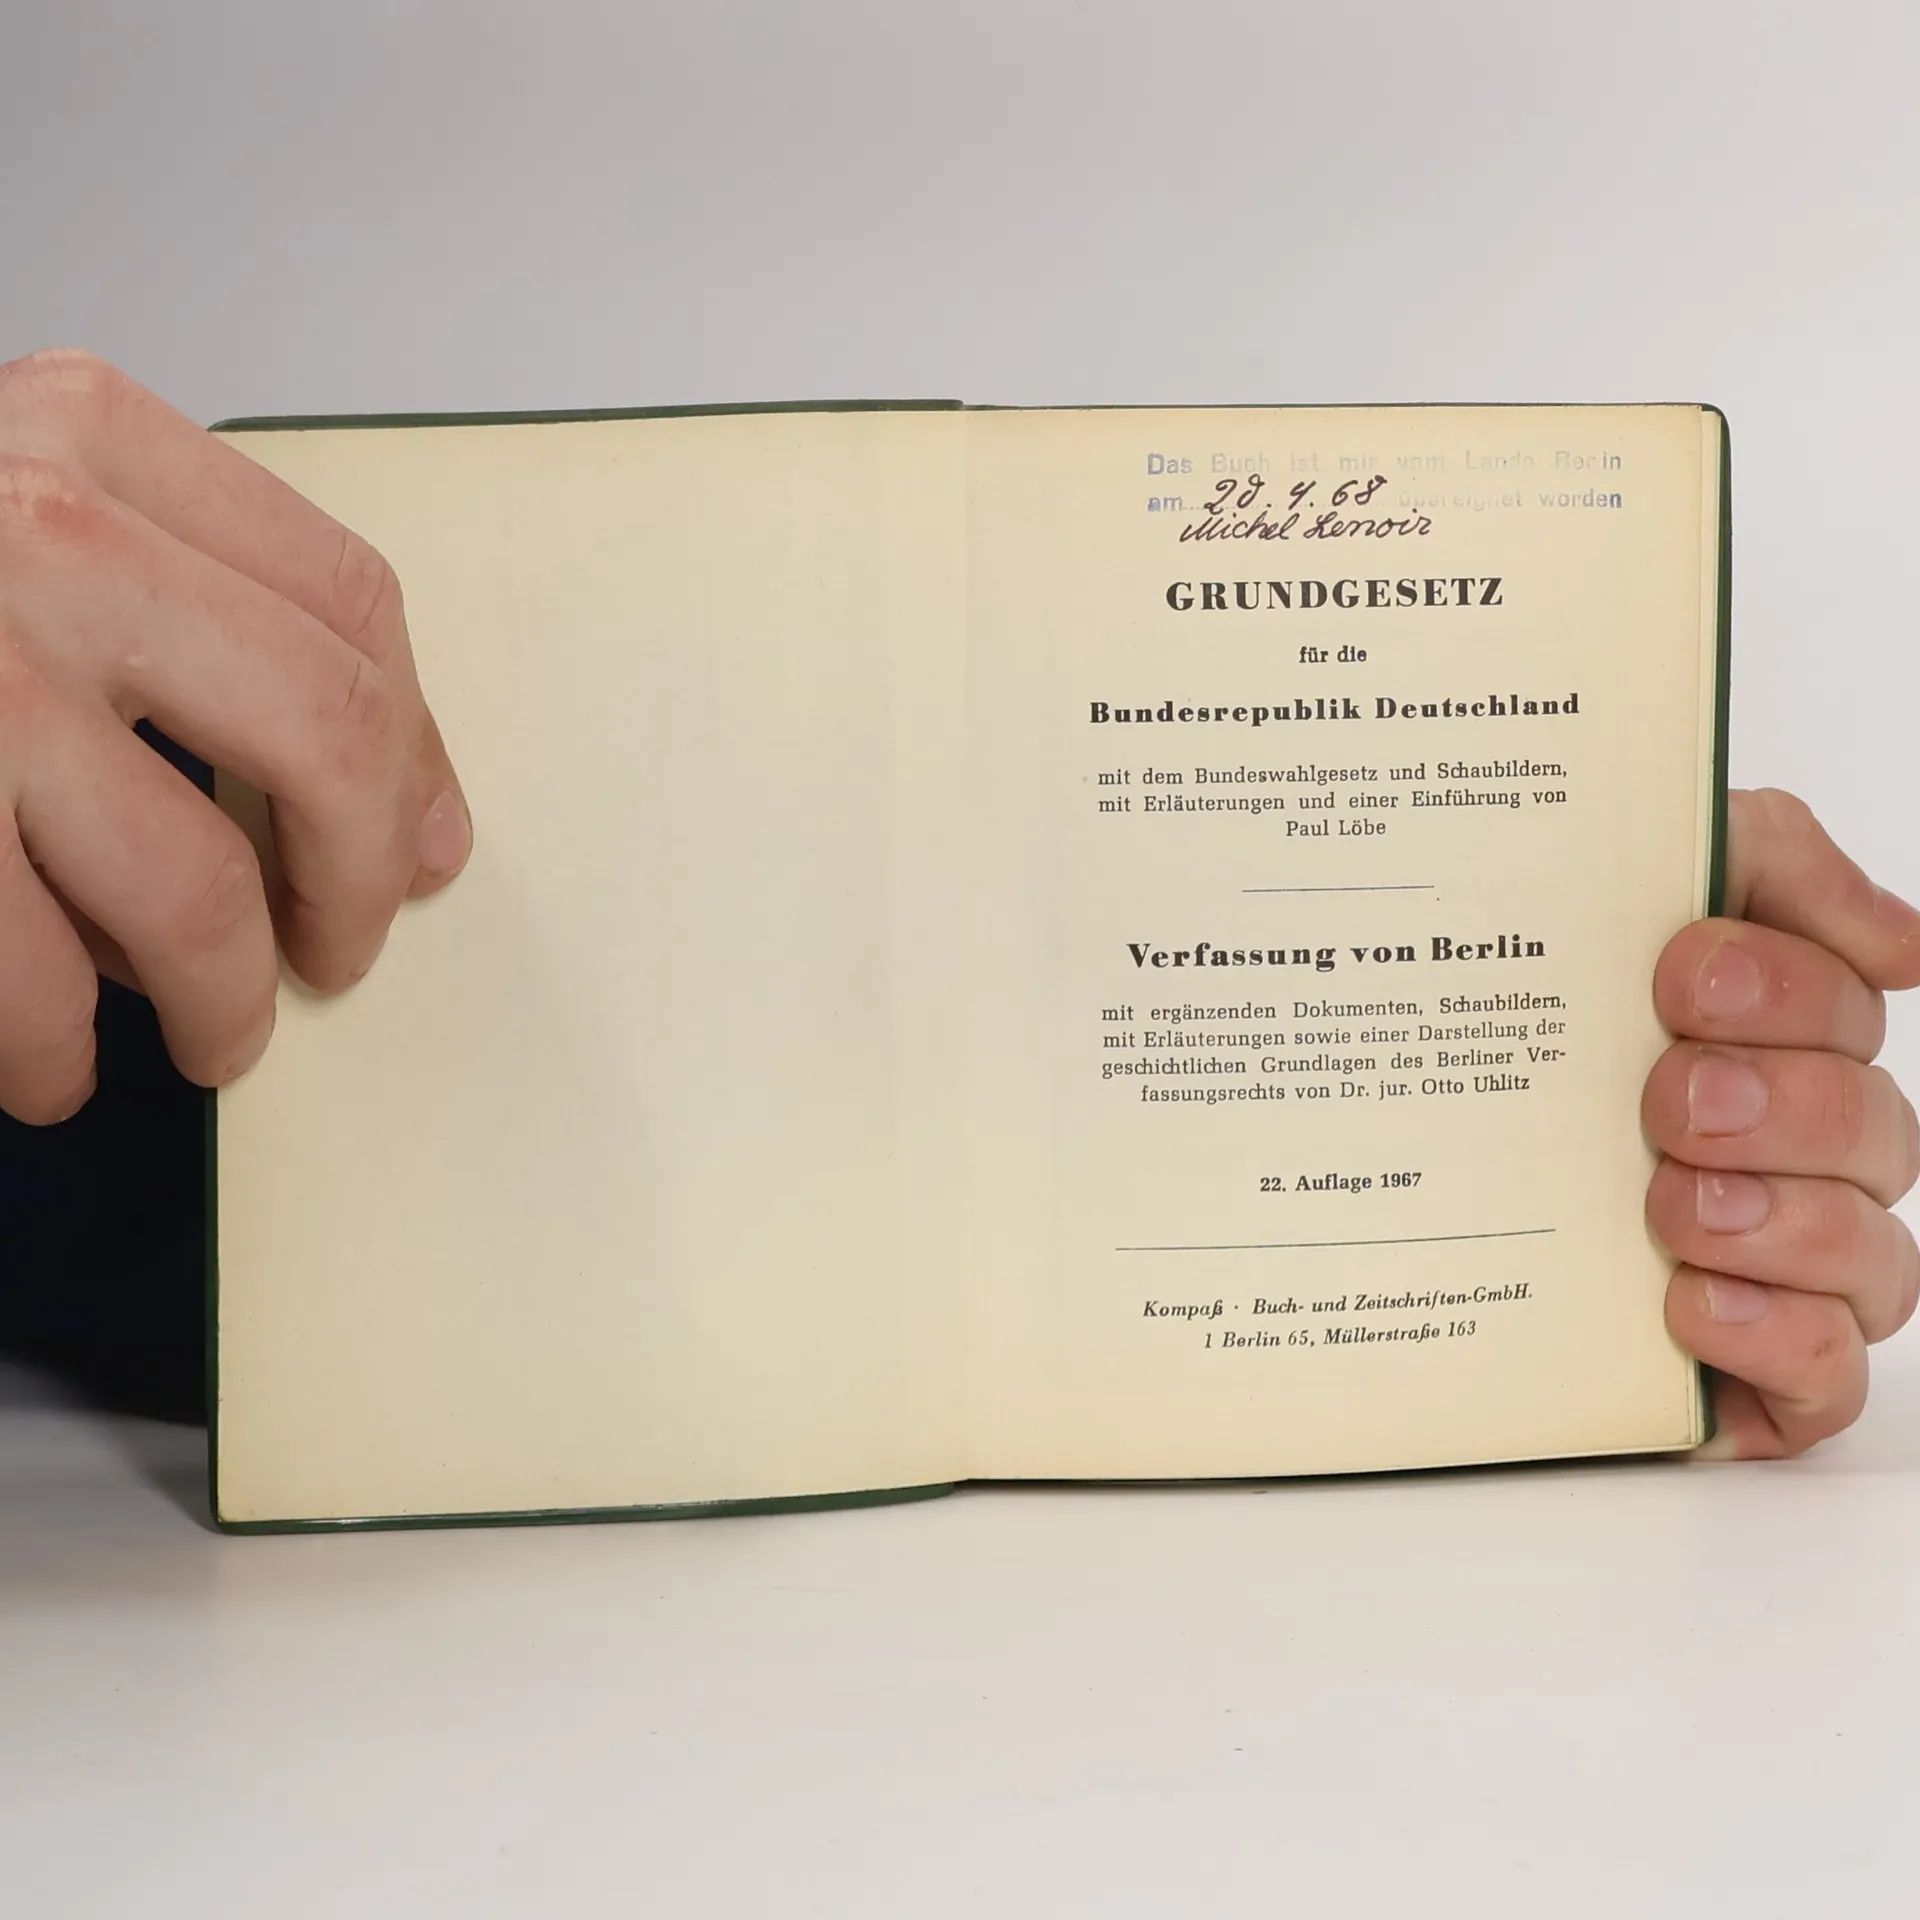 Das Buch ist mir vom Lande Berlin
am 28. 4. 68 übereignet worden
Michel Lenoir
GRUNDGESETZ
für die
Bundesrepublik Deutschland
mit dem Bundeswahlgesetz und Schaubildern,
mit Erläuterungen und einer Einführung von
Paul Löbe
Verfassung von Berlin
mit ergänzenden Dokumenten, Schaubildern,
mit Erläuterungen sowie einer Darstellung der
geschichtlichen Grundlagen des Berliner Ver-
fassungsrechts von Dr. jur. Otto Uhlitz
22. Auflage 1967
Kompaß · Buch- und Zeitschriften-GmbH.
1 Berlin 65, Müllerstraße 163